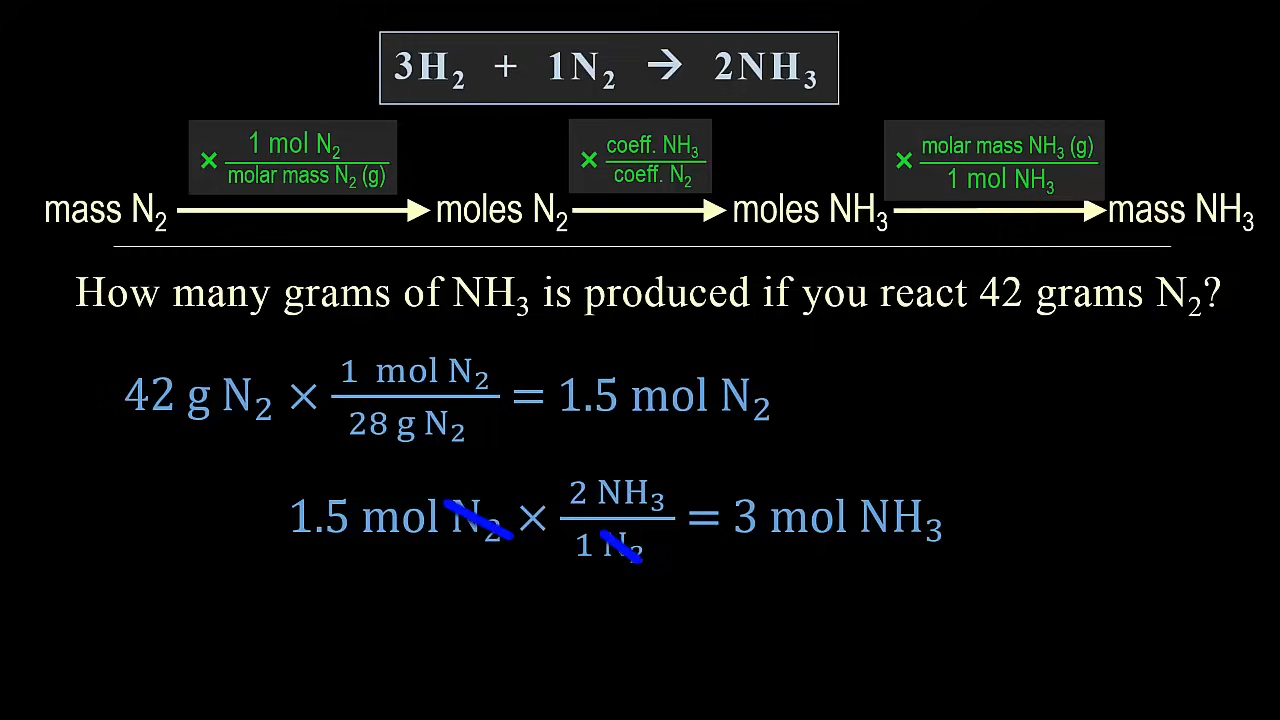 3H₂ + 1N₂ → 2NH₃
× 1 mol N₂ / molar mass N₂ (g)
× coeff. NH₃ / coeff. N₂
× molar mass NH₃ (g) / 1 mol NH₃
mass N₂ → moles N₂ → moles NH₃ → mass NH₃
How many grams of NH₃ is produced if you react 42 grams N₂?
42 g N₂ × 1 mol N₂ / 28 g N₂ = 1.5 mol N₂
1.5 mol N₂ × 2 NH₃ / 1 N₂ = 3 mol NH₃